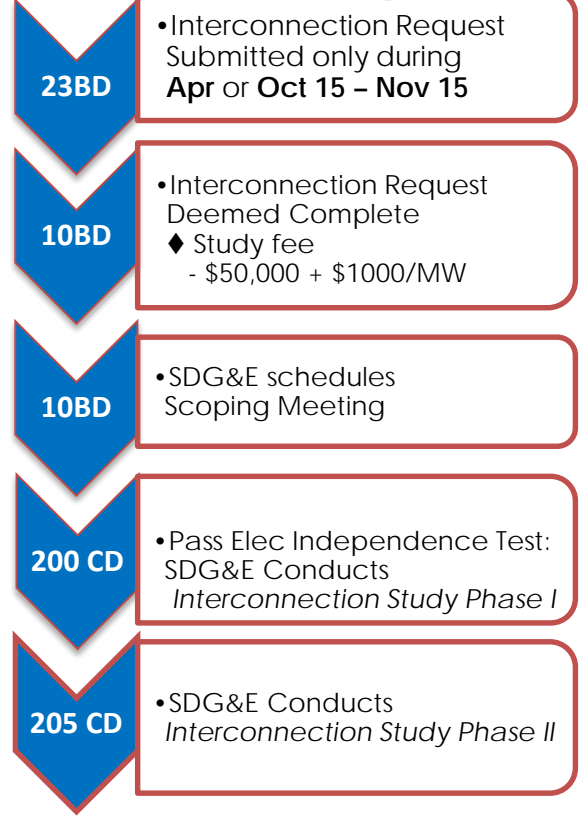 23BD
•Interconnection Request
Submitted only during
Apr or Oct 15 – Nov 15
10BD
•Interconnection Request
Deemed Complete
♦ Study fee
- $50,000 + $1000/MW
10BD
•SDG&E schedules
Scoping Meeting
200 CD
•Pass Elec Independence Test:
SDG&E Conducts
Interconnection Study Phase I
205 CD
•SDG&E Conducts
Interconnection Study Phase II